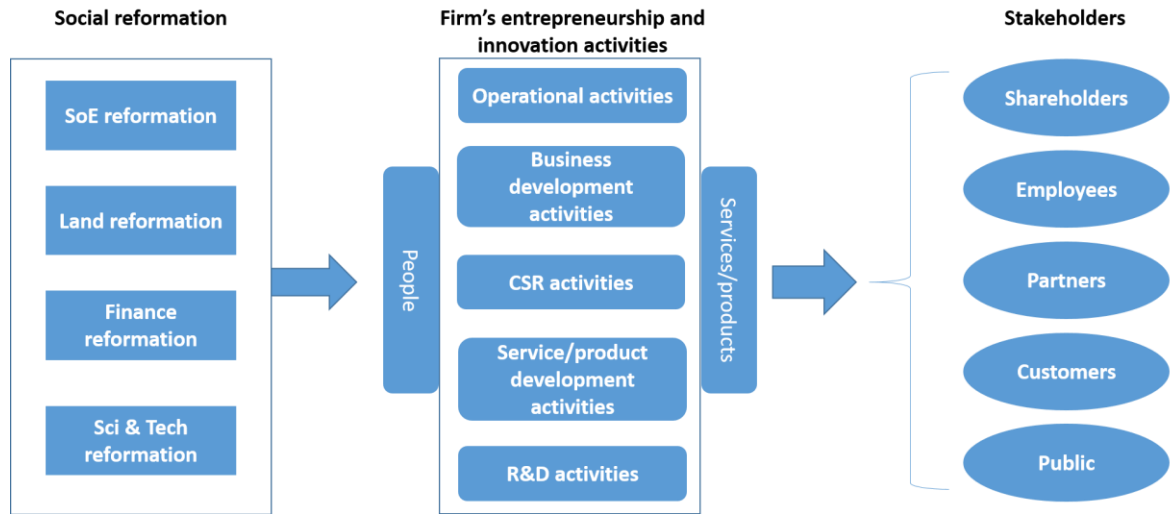 Social reformation
SoE reformation
Land reformation
Finance
reformation
Sci & Tech
reformation
People
Firm's entrepreneurship and
innovation activities
Operational activities
Business
development
activities
CSR activities
Service/product
development
activities
R&D activities
Services/products
Stakeholders
Shareholders
Employees
Partners
Customers
Public